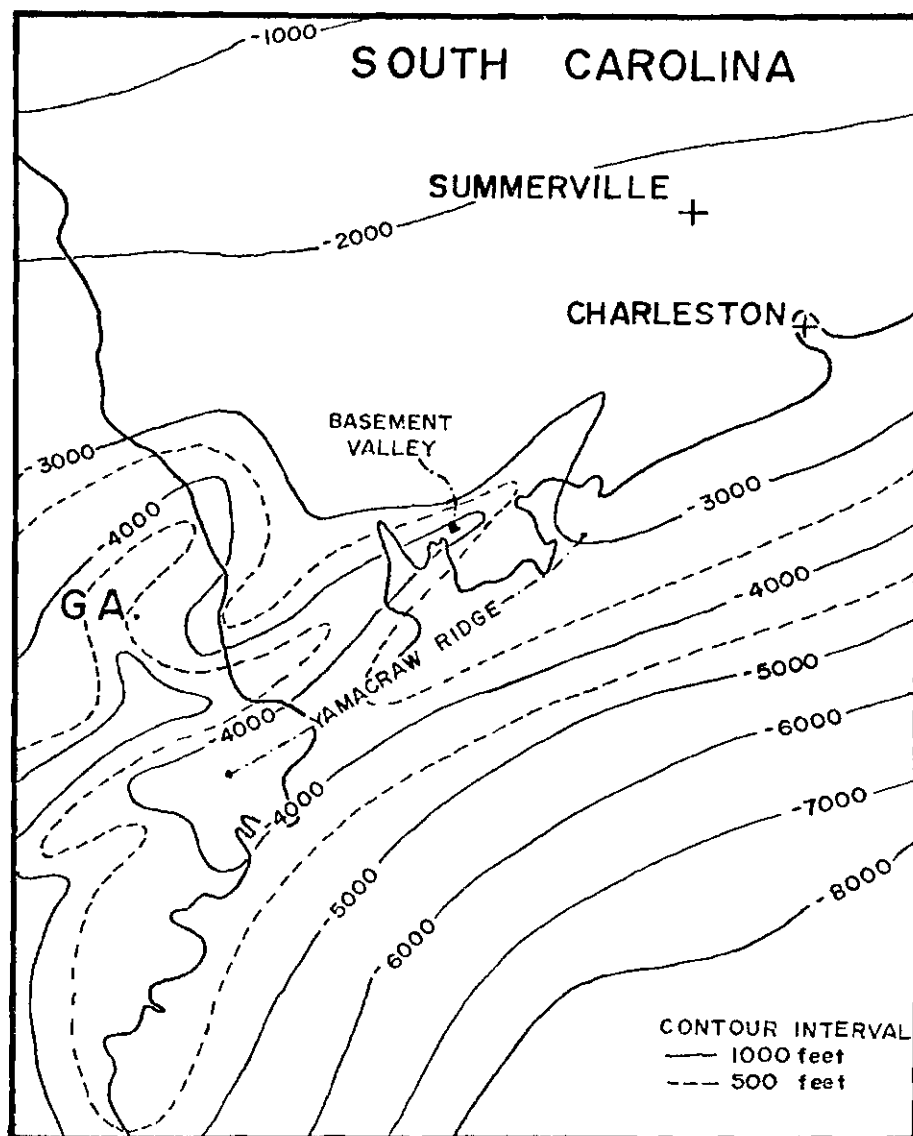 -1000
SOUTH CAROLINA
SUMMERVILLE
-2000
CHARLESTON
BASEMENT
VALLEY
-3000
-4000
-3000
GA.
-4000
YAMACRAW RIDGE
-5000
-4000
-6000
-4000
-7000
-5000
-8000
-6000
CONTOUR INTERVAL
1000 feet
500 feet